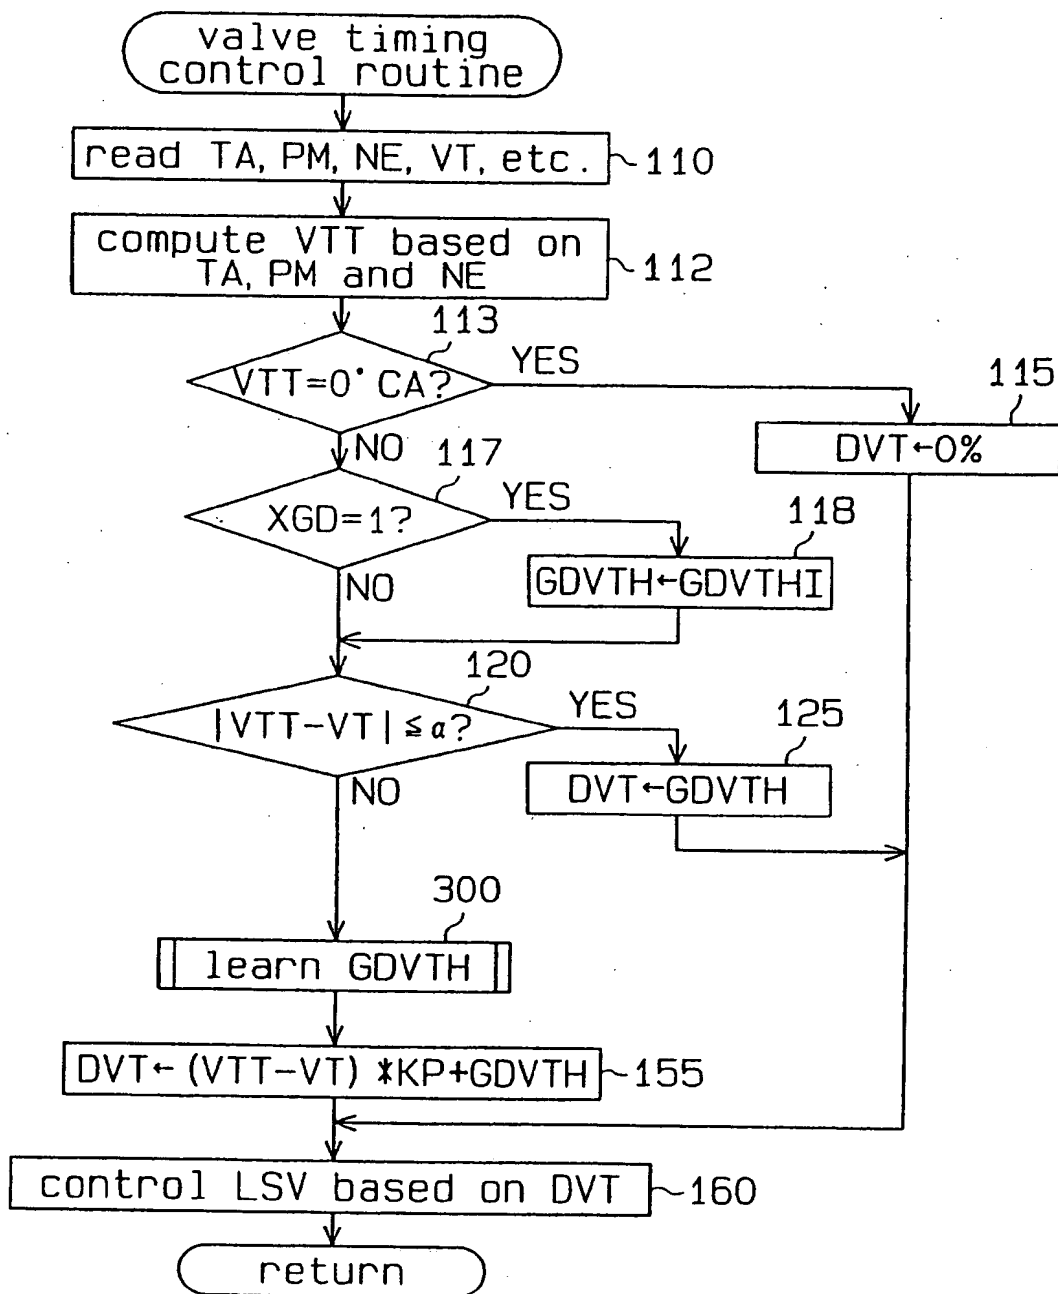 valve timing
control routine
read TA, PM, NE, VT, etc.
110
compute VTT based on
TA, PM and NE
112
113
VTT=0° CA?
YES
NO
115
DVT←0%
117
XGD=1?
YES
NO
118
GDVTH←GDVTHI
120
|VTT-VT| ≦ α?
YES
NO
125
DVT←GDVTH
300
learn GDVTH
DVT←(VTT-VT) *KP+GDVTH
155
control LSV based on DVT
160
return